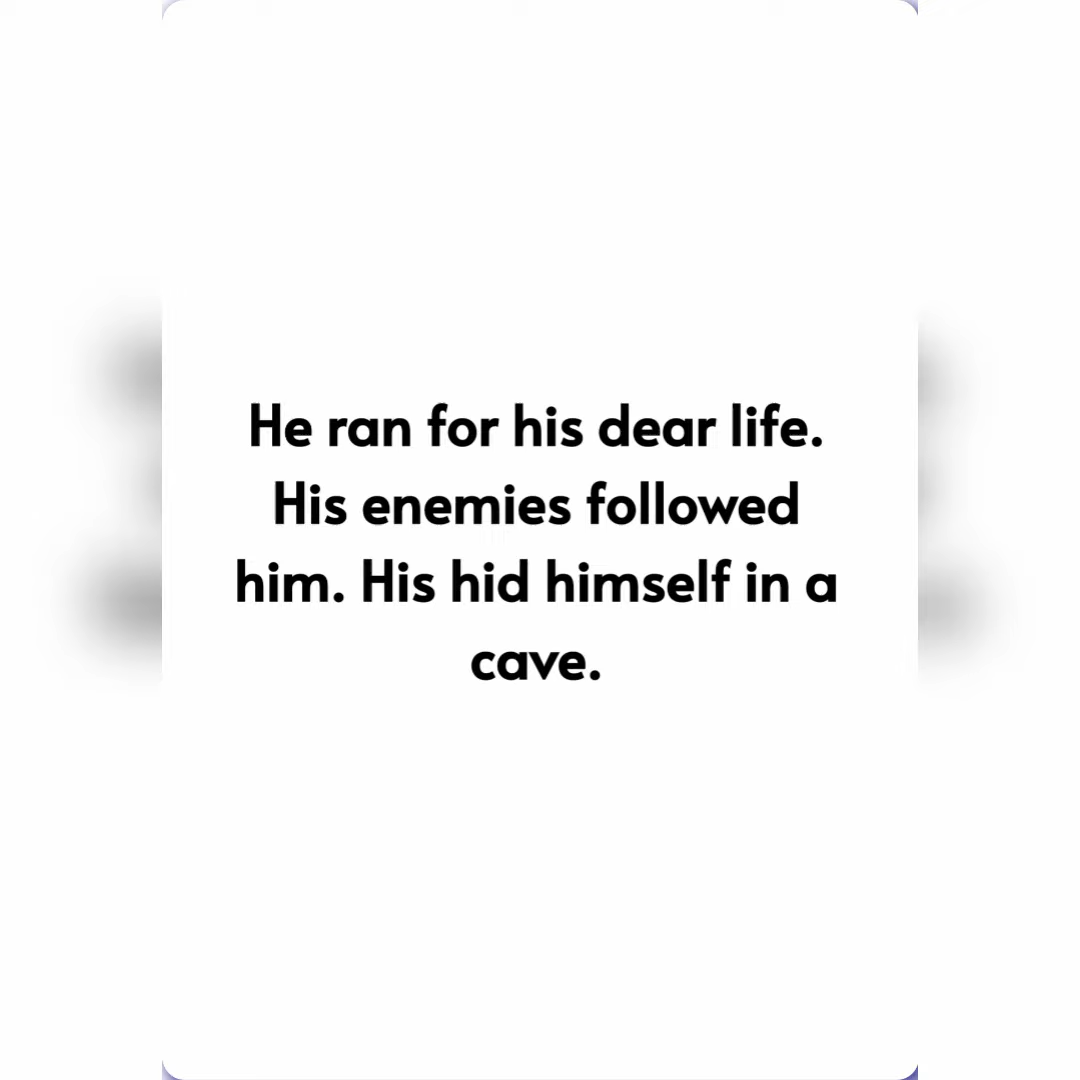 He ran for his dear life.
His enemies followed
him. His hid himself in a
cave.